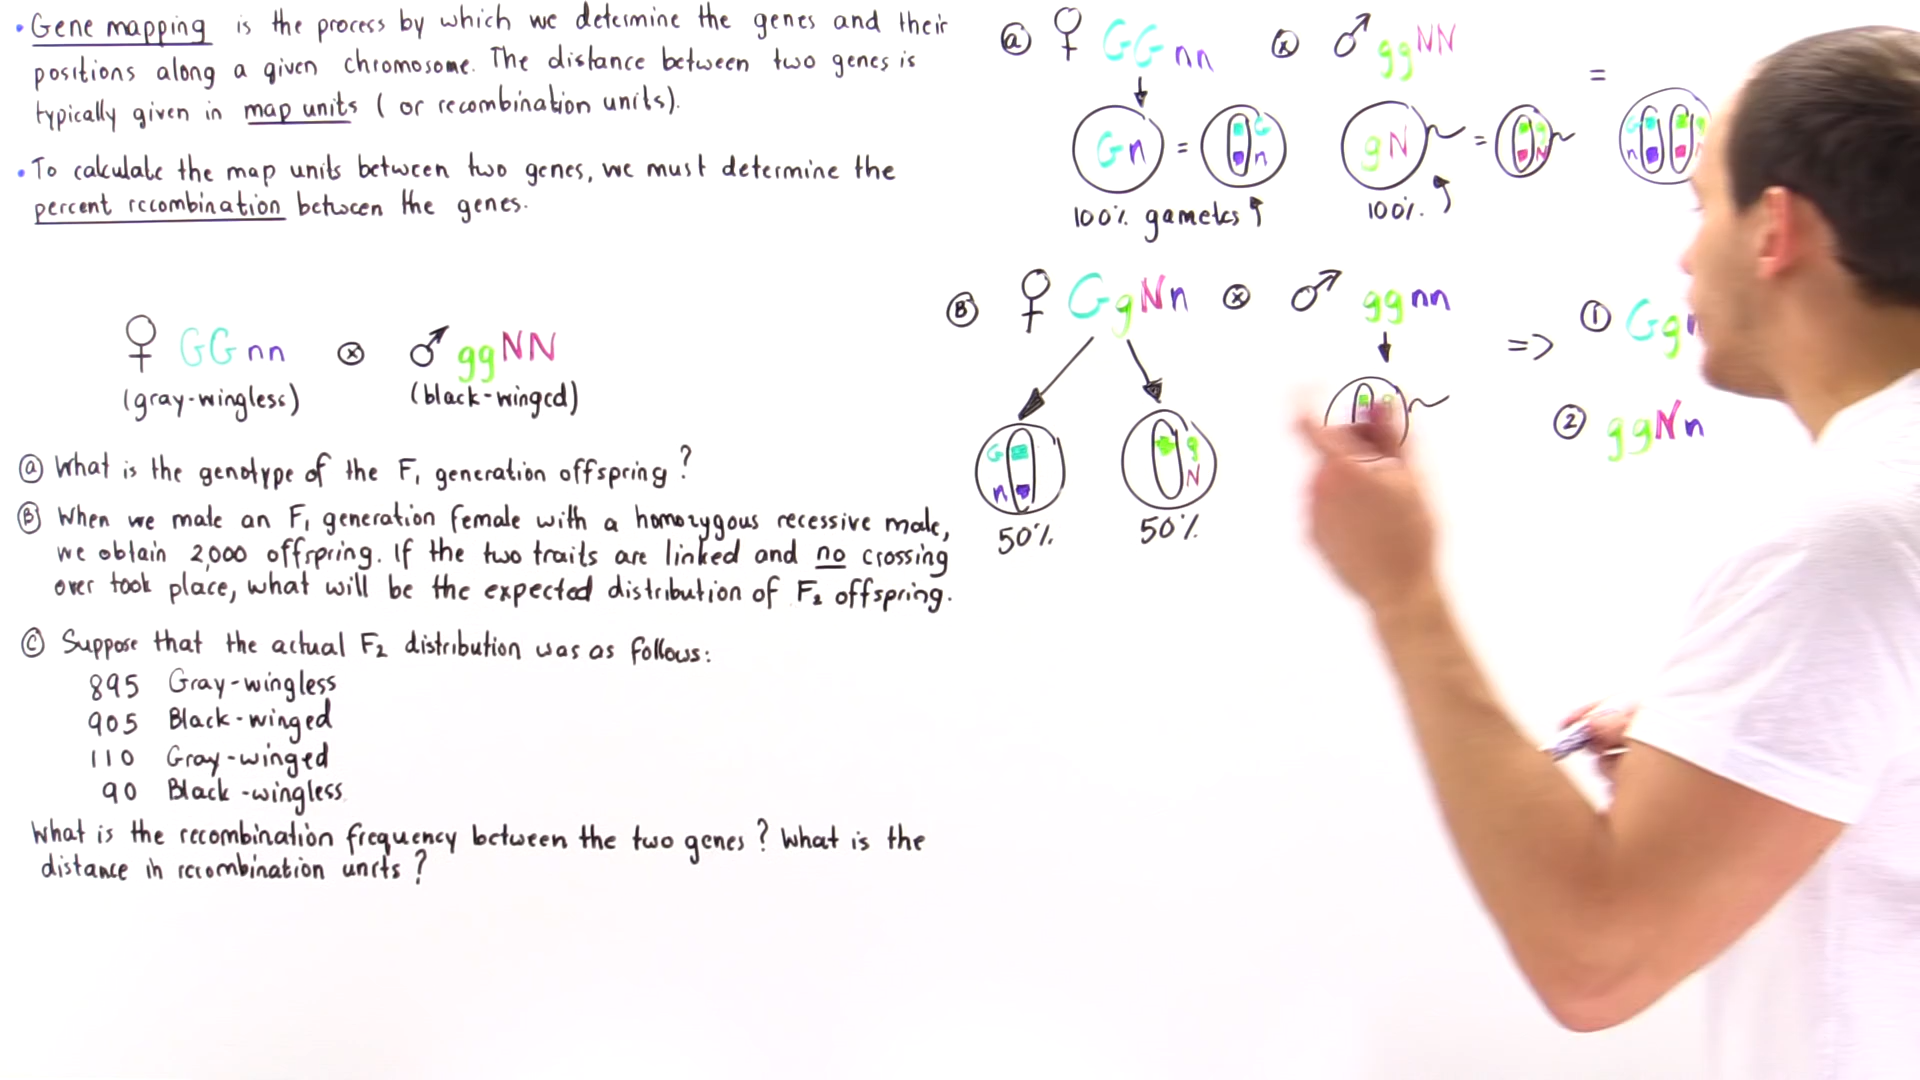 • Gene mapping is the process by which we determine the genes and their
positions along a given chromosome. The distance between two genes is
typically given in map units ( or recombination units).
• To calculate the map units between two genes, we must determine the
percent recombination between the genes.
♀ GGnn ⊗ ♂ ggNN
(gray-wingless) (black-winged)
ⓐ What is the genotype of the F₁ generation offspring?
Ⓑ When we mate an F₁ generation female with a homozygous recessive male,
we obtain 2,000 offspring. If the two traits are linked and no crossing
over took place, what will be the expected distribution of F₂ offspring.
Ⓒ Suppose that the actual F₂ distribution was as follows:
895 Gray-wingless
905 Black-winged
110 Gray-winged
90 Black-wingless
What is the recombination frequency between the two genes? What is the
distance in recombination units?
ⓐ ♀ GGnn ⊗ ♂ ggNN =
Gn = G n gN = g N G n g
100% gametes 100%
Ⓑ ♀ GgNn ⊗ ♂ ggnn => ① Gg
② ggNn
G n g N
50% 50%